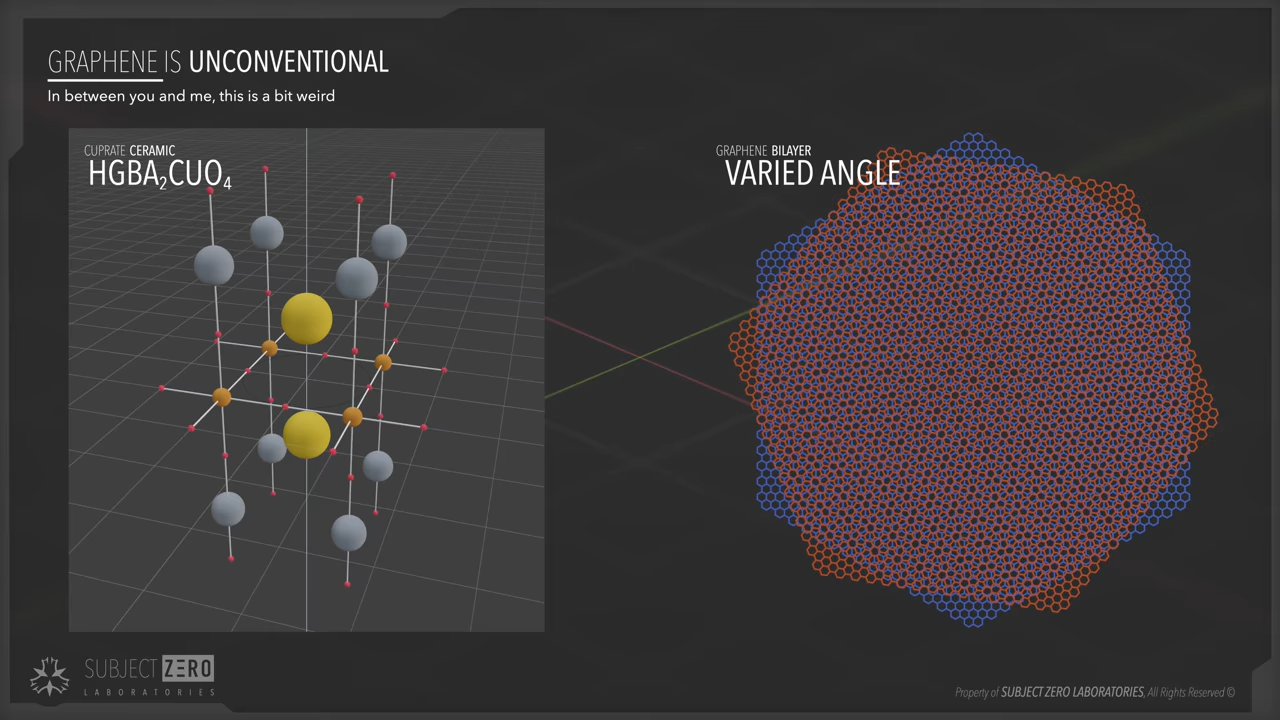 GRAPHENE IS UNCONVENTIONAL
In between you and me, this is a bit weird
CUPRATE CERAMIC
HGBA₂CUO₄
GRAPHENE BILAYER
VARIED ANGLE
SUBJECT ZERO
LABORATORIES
Property of SUBJECT ZERO LABORATORIES, All Rights Reserved ©